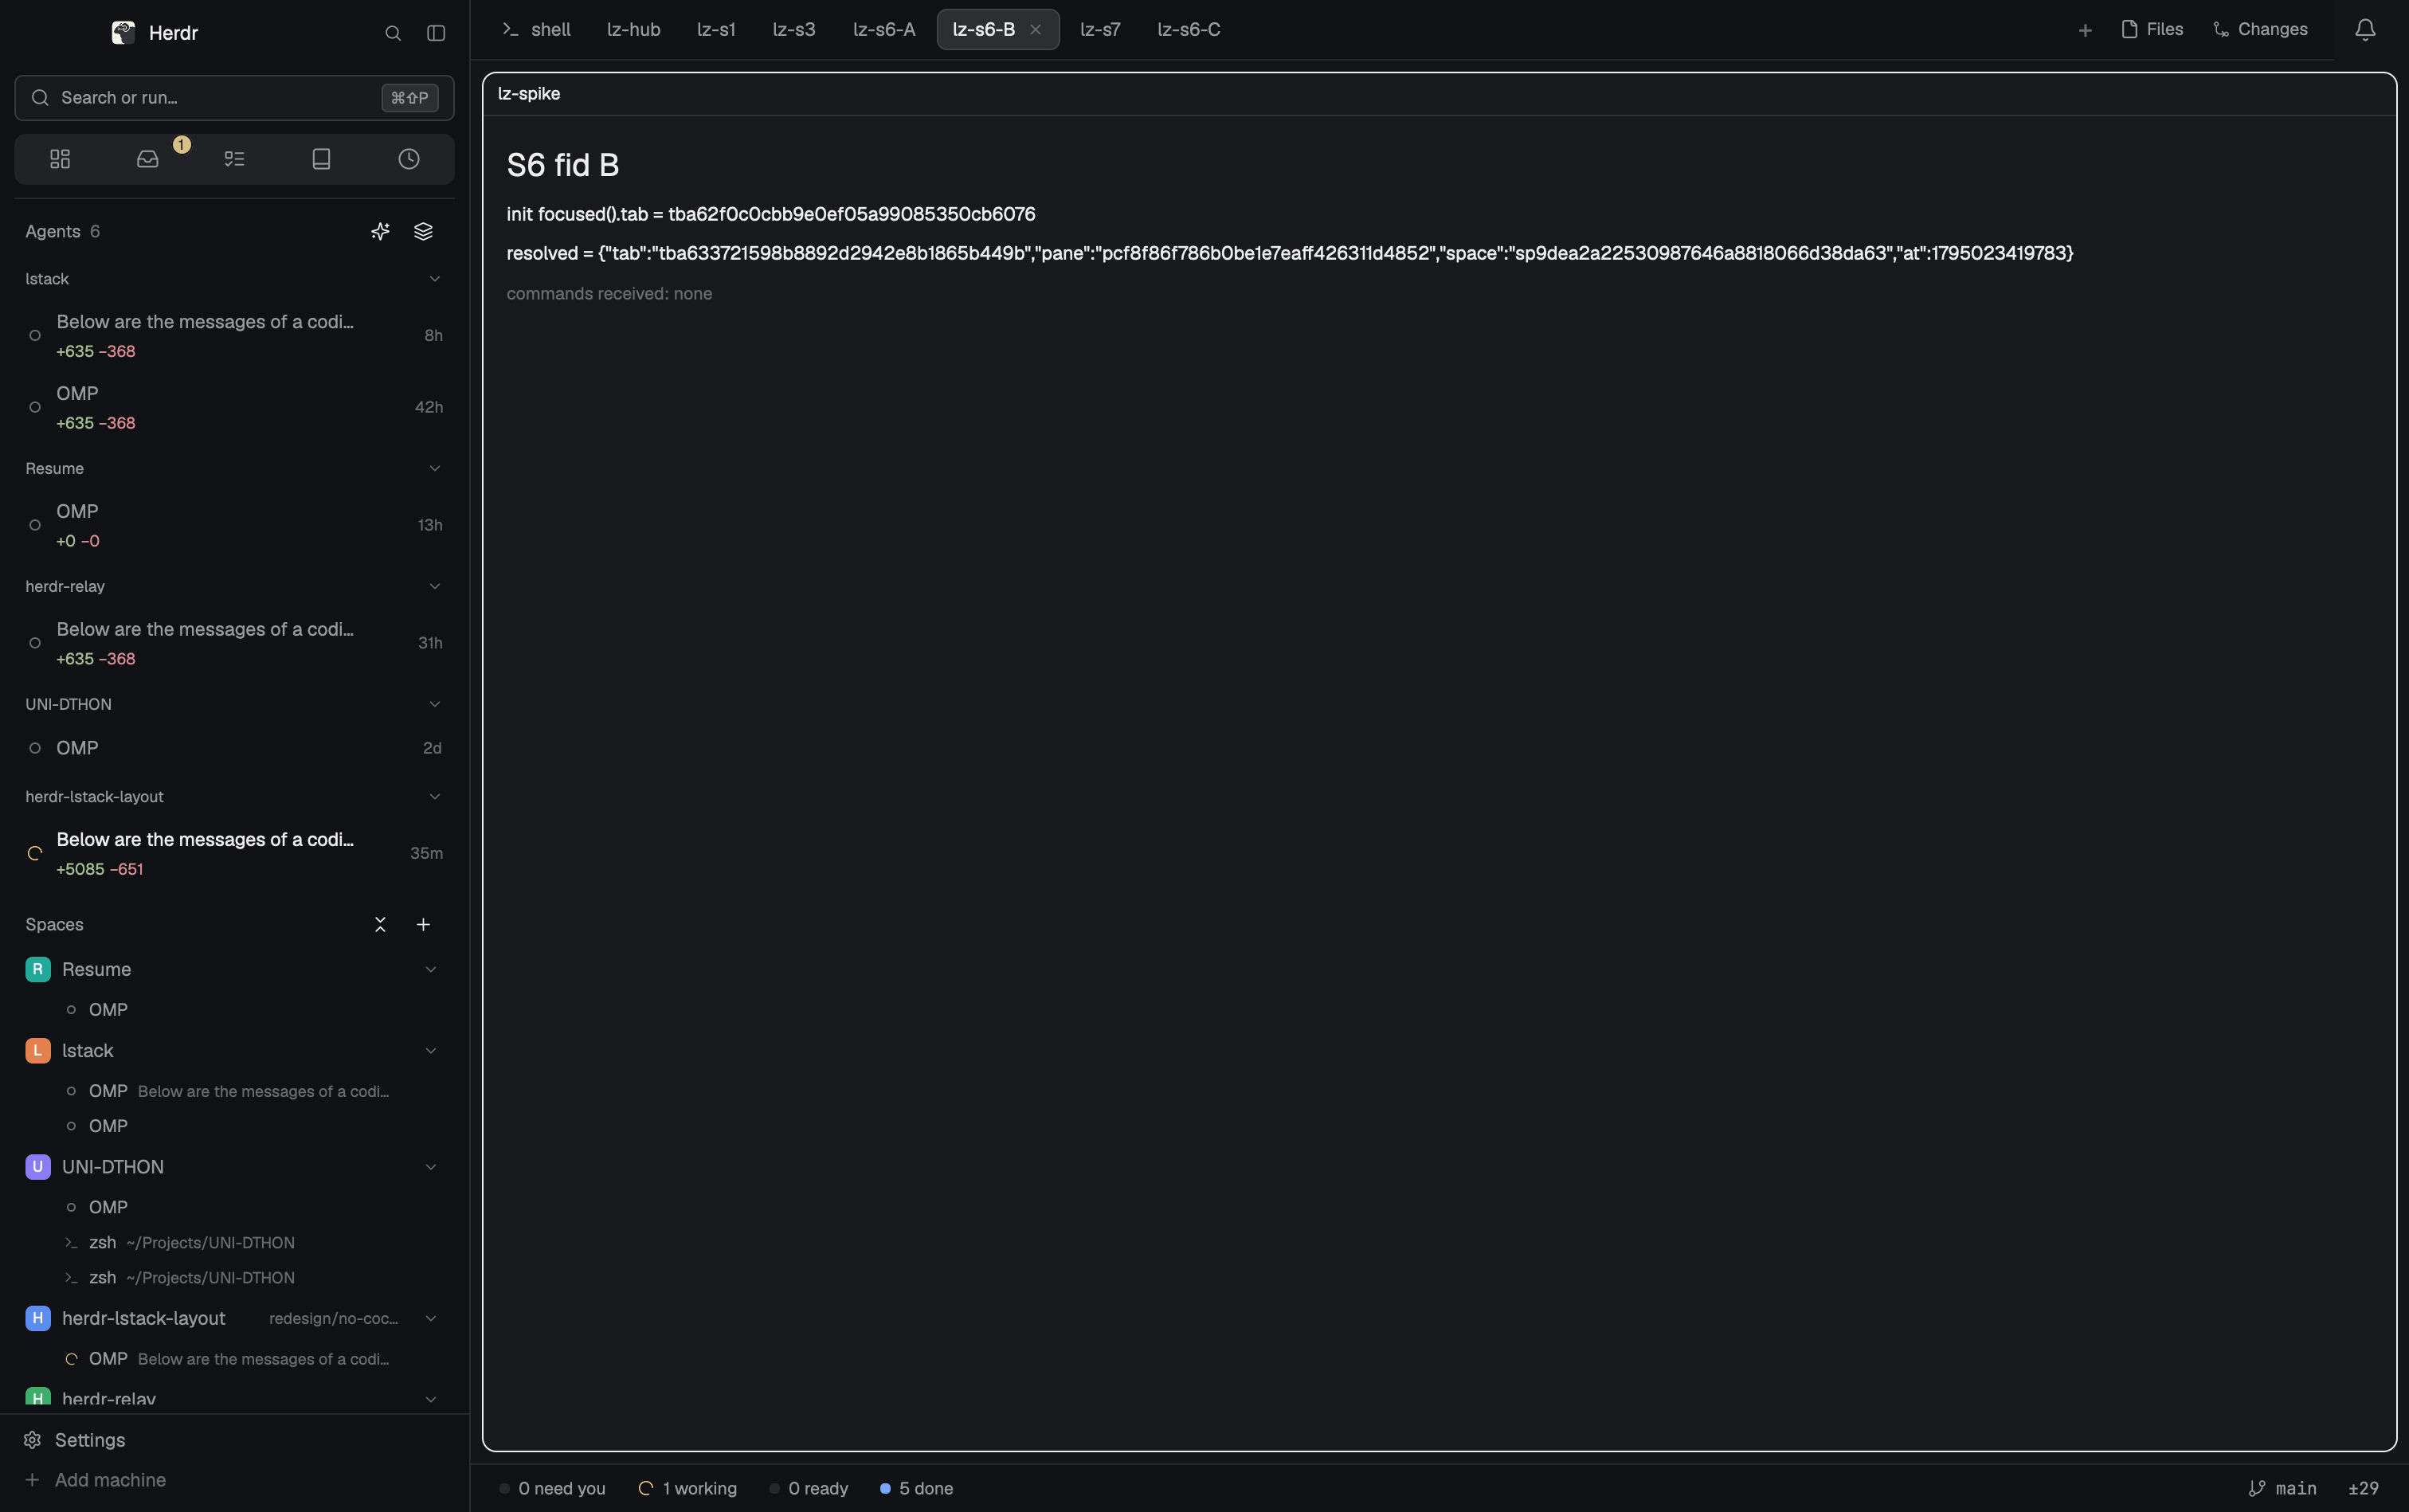 Herdr
Search or run...
⌘⇧P
1
Agents 6
lstack
Below are the messages of a codi...
8h
+635 −368
OMP
42h
+635 −368
Resume
OMP
13h
+0 −0
herdr-relay
Below are the messages of a codi...
31h
+635 −368
UNI-DTHON
OMP
2d
herdr-lstack-layout
Below are the messages of a codi...
35m
+5085 −651
Spaces
R Resume
OMP
L lstack
OMP Below are the messages of a codi...
OMP
U UNI-DTHON
OMP
zsh ~/Projects/UNI-DTHON
zsh ~/Projects/UNI-DTHON
H herdr-lstack-layout redesign/no-coc...
OMP Below are the messages of a codi...
H herdr-relay
Settings
Add machine
shell lz-hub lz-s1 lz-s3 lz-s6-A lz-s6-B lz-s7 lz-s6-C
Files Changes
lz-spike
S6 fid B
init focused().tab = tba62f0c0cbb9e0ef05a99085350cb6076
resolved = {"tab":"tba633721598b8892d2942e8b1865b449b","pane":"pcf8f86f786b0be1e7eaff426311d4852","space":"sp9dea2a22530987646a8818066d38da63","at":1795023419783}
commands received: none
0 need you 1 working 0 ready 5 done
main ±29